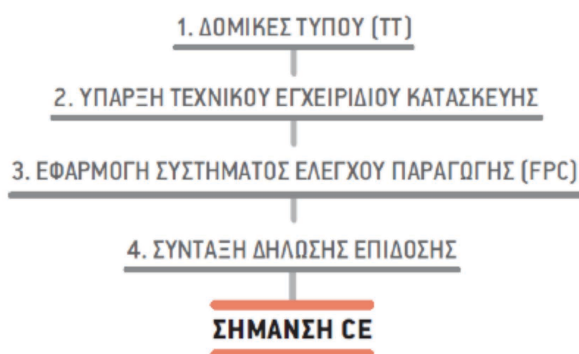 1. ΔΟΜΙΚΕΣ ΤΥΠΟΥ (ΤΤ)
2. ΥΠΑΡΞΗ ΤΕΧΝΙΚΟΥ ΕΓΧΕΙΡΙΔΙΟΥ ΚΑΤΑΣΚΕΥΗΣ
3. ΕΦΑΡΜΟΓΗ ΣΥΣΤΗΜΑΤΟΣ ΕΛΕΓΧΟΥ ΠΑΡΑΓΩΓΗΣ (FPC)
4. ΣΥΝΤΑΞΗ ΔΗΛΩΣΗΣ ΕΠΙΔΟΣΗΣ
ΣΗΜΑΝΣΗ CE